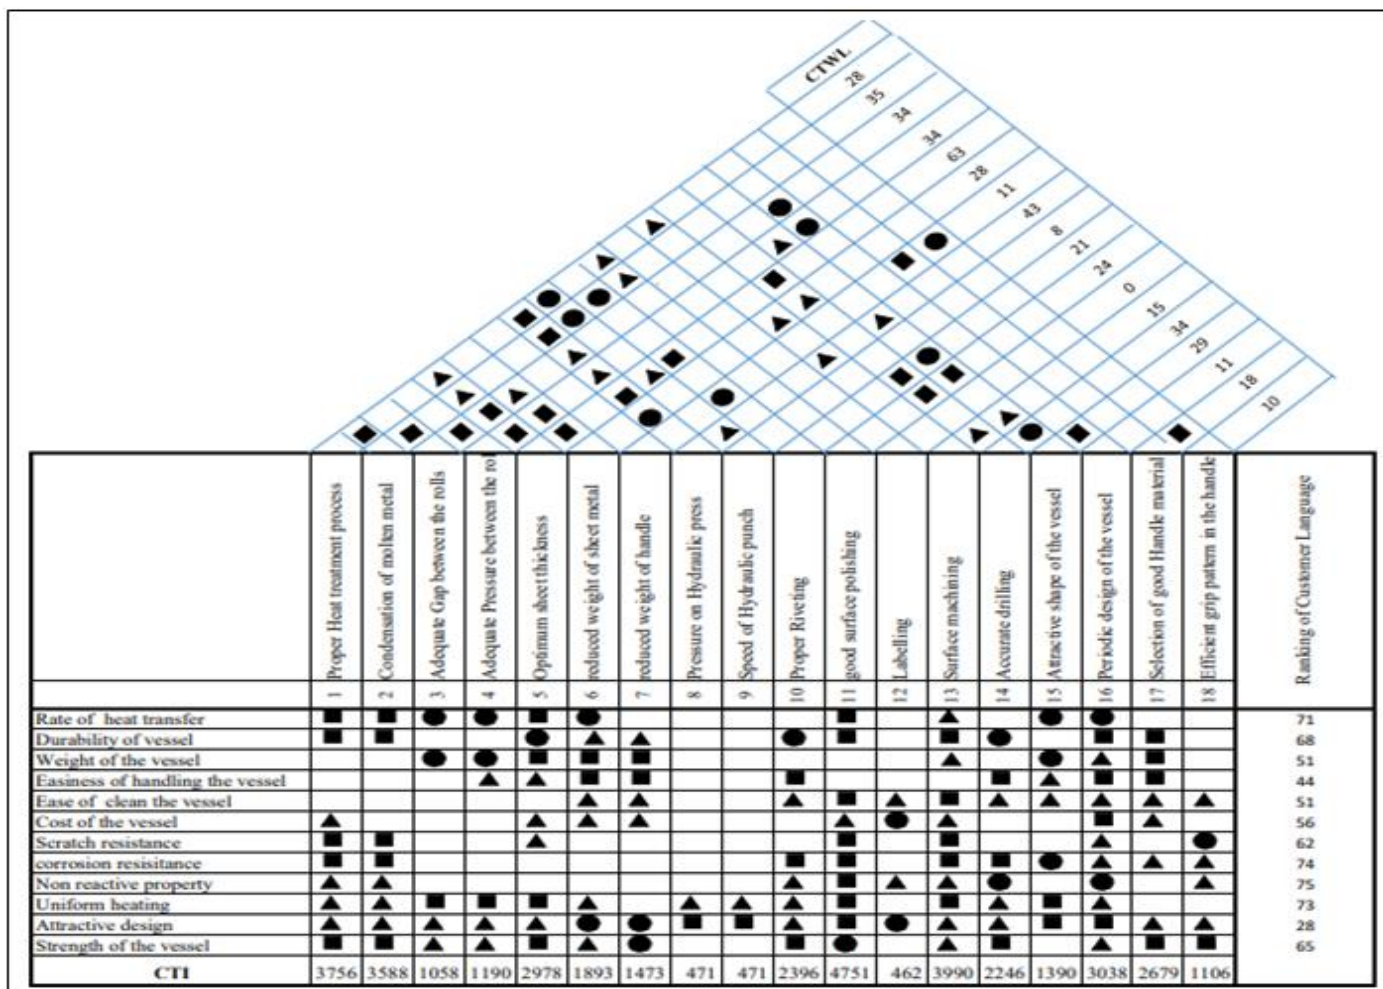 CTWL
28
35
34
34
63
28
11
43
8
21
24
0
15
34
29
11
18
10
Proper Heat treatment process
Condensation of molten metal
Adequate Gap between the rolls
Adequate Pressure between the rol
Optimum sheet thickness
reduced weight of sheet metal
reduced weight of handle
Pressure on Hydraulic press
Speed of Hydraulic punch
Proper Riveting
good surface polishing
Labelling
Surface machining
Accurate drilling
Attractive shape of the vessel
Periodic design of the vessel
Selection of good Handle material
Efficient grip pattern in the handle
Ranking of Customer Language
1 2 3 4 5 6 7 8 9 10 11 12 13 14 15 16 17 18
Rate of heat transfer 71
Durability of vessel 68
Weight of the vessel 51
Easiness of handling the vessel 44
Ease of clean the vessel 51
Cost of the vessel 56
Scratch resistance 62
corrosion resisitance 74
Non reactive property 75
Uniform heating 73
Attractive design 28
Strength of the vessel 65
CTI 3756 3588 1058 1190 2978 1893 1473 471 471 2396 4751 462 3990 2246 1390 3038 2679 1106